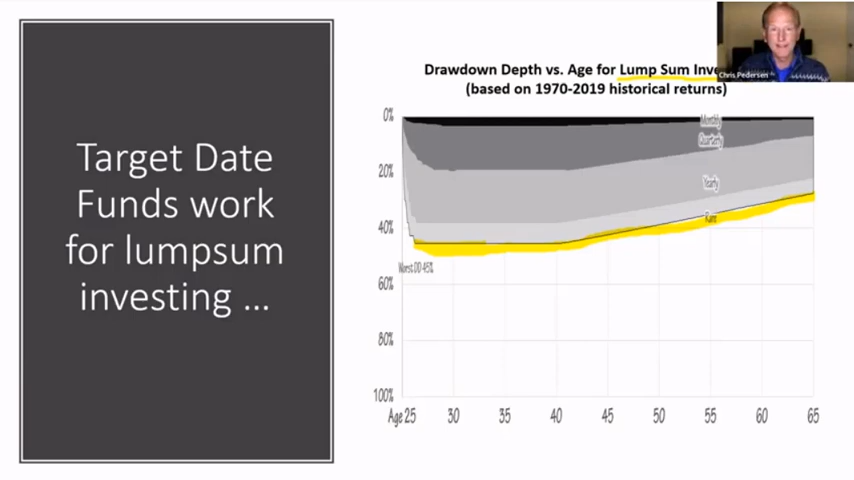 Target Date
Funds work
for lumpsum
investing ...
Drawdown Depth vs. Age for Lump Sum Inve
(based on 1970-2019 historical returns)
Chris Pedersen
0%
20%
40%
60%
80%
100%
Monthly
Quarterly
Yearly
Rare
Worst DD 45%
Age 25
30
35
40
45
50
55
60
65